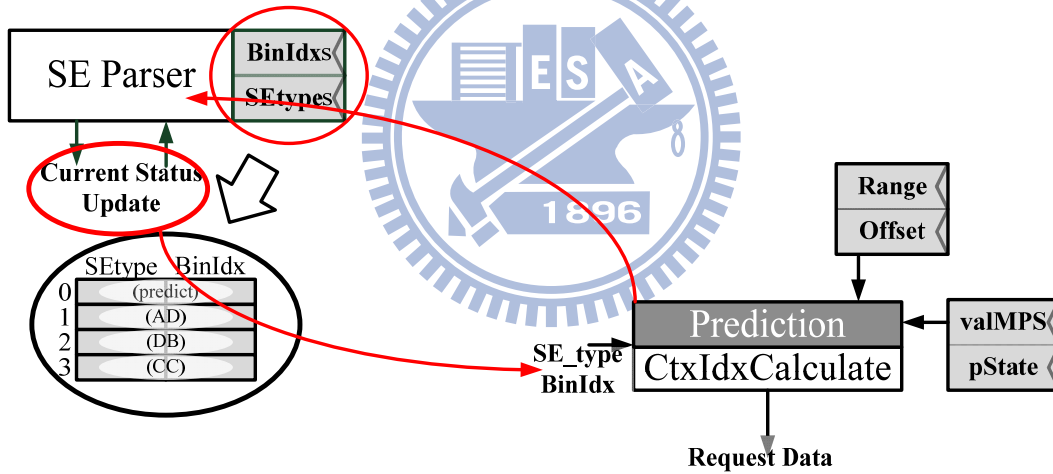 SE Parser
BinIdxs
SEtypes
Current Status
Update
SEtype BinIdx
0 (predict)
1 (AD)
2 (DB)
3 (CC)
E S A
8
1896
Range
Offset
Prediction
CtxIdxCalculate
SE_type
BinIdx
valMPS
pState
Request Data